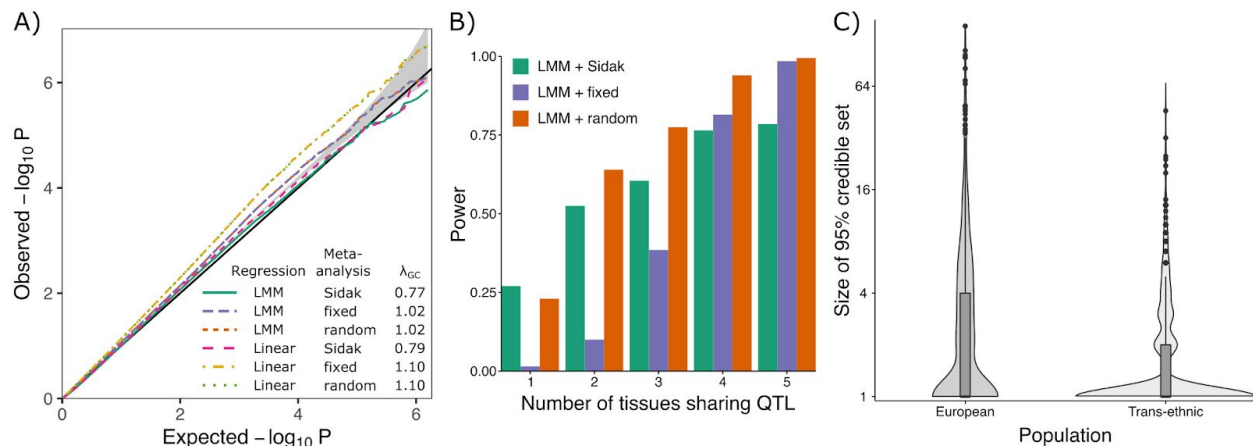 A)
Observed −log10 P
6
4
2
0
0 2 4 6
Expected −log10 P
Regression Meta-analysis λGC
LMM Sidak 0.77
LMM fixed 1.02
LMM random 1.02
Linear Sidak 0.79
Linear fixed 1.10
Linear random 1.10
B)
Power
1.00
0.75
0.50
0.25
0.00
LMM + Sidak
LMM + fixed
LMM + random
1 2 3 4 5
Number of tissues sharing QTL
C)
Size of 95% credible set
64
16
4
1
European Trans-ethnic
Population